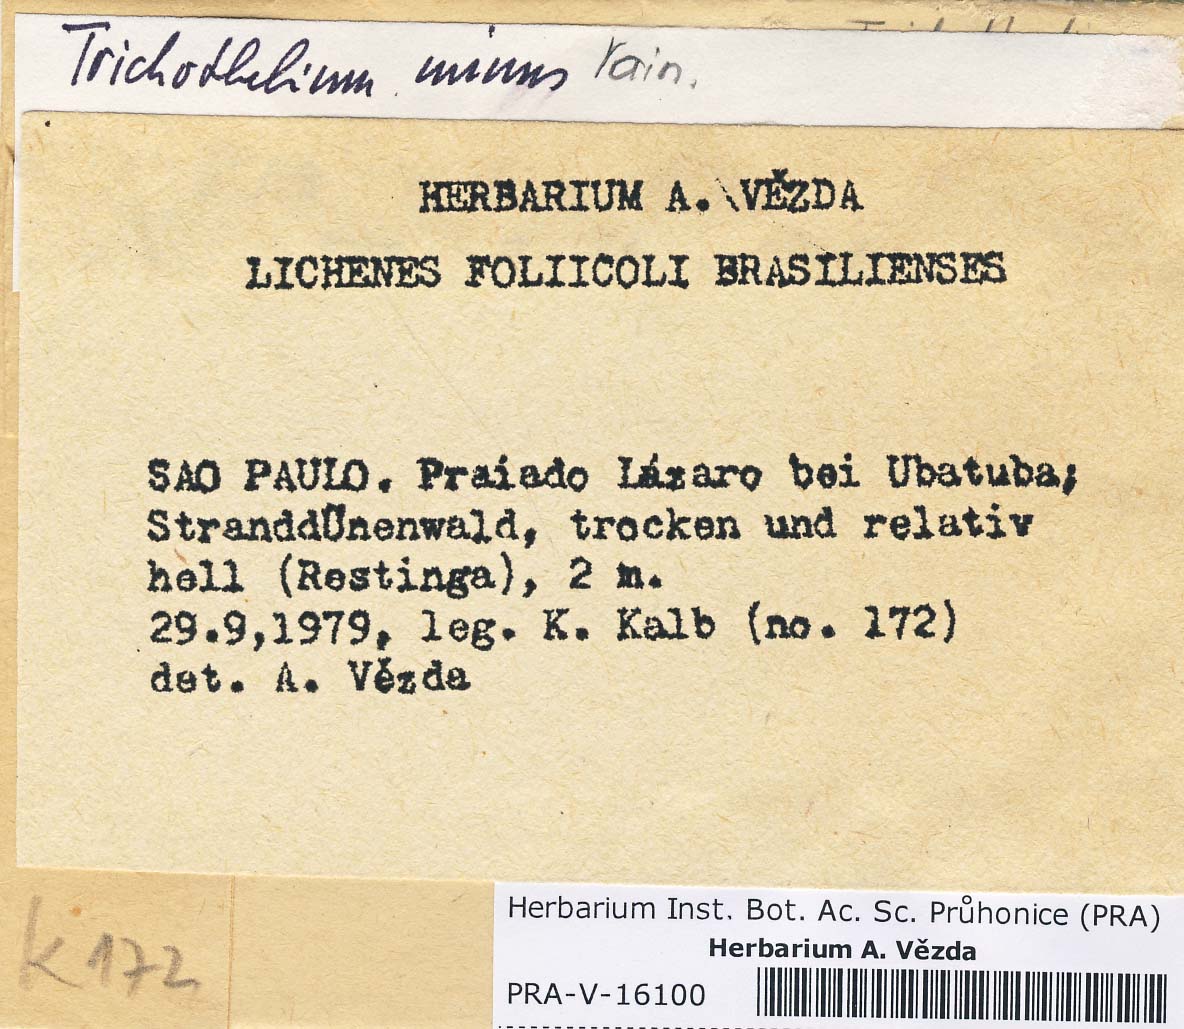 Trichothelium minus Vain.
HERBARIUM A. VĚZDA
LICHENES FOLIICOLI BRASILIENSES
SAO PAULO. Praiado Lázaro bei Ubatuba;
StranddÜnenwald, trocken und relativ
hell (Restinga), 2 m.
29.9,1979, leg. K. Kalb (no. 172)
det. A. Vězda
K 172
Herbarium Inst. Bot. Ac. Sc. Průhonice (PRA)
Herbarium A. Vězda
PRA-V-16100